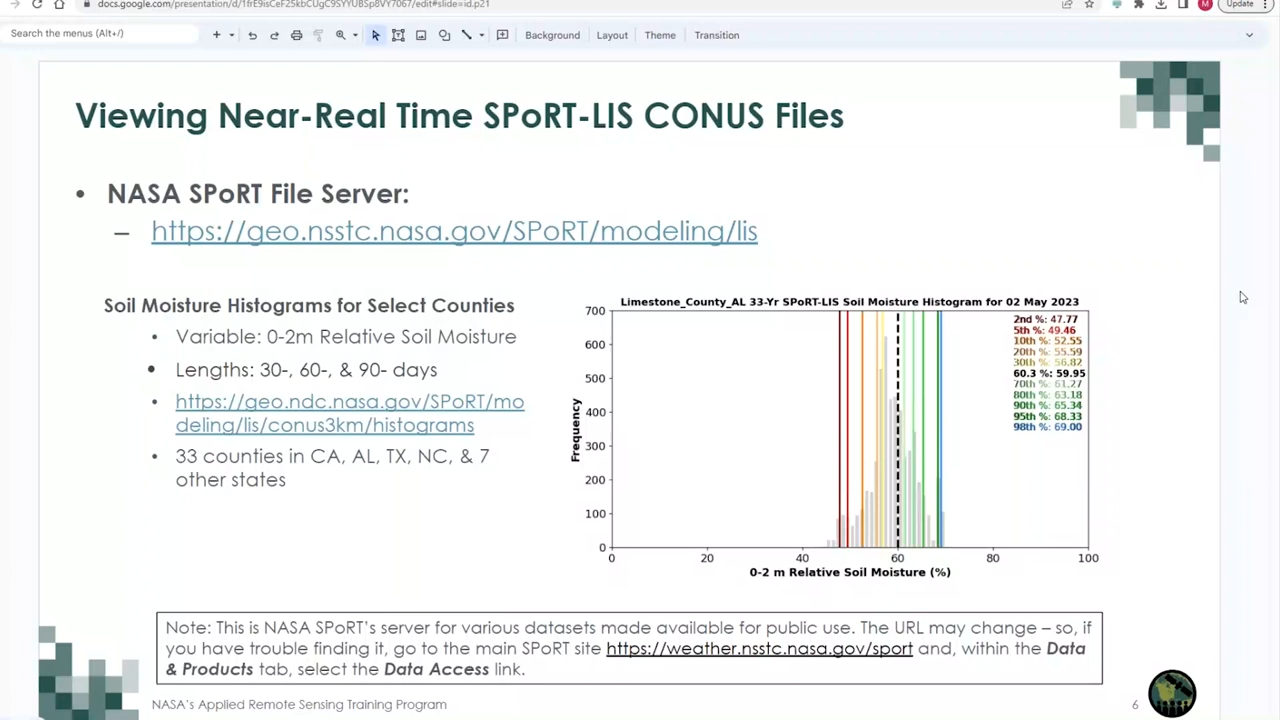 docs.google.com/presentation/d/1frE9isCeF25kbCUgC9SYYUBSp8VY7067/edit#slide=id.p21
M
Update
Search the menus (Alt+/)
Background
Layout
Theme
Transition
Viewing Near-Real Time SPoRT-LIS CONUS Files
• NASA SPoRT File Server:
– https://geo.nsstc.nasa.gov/SPoRT/modeling/lis
Soil Moisture Histograms for Select Counties
• Variable: 0-2m Relative Soil Moisture
• Lengths: 30-, 60-, & 90- days
• https://geo.ndc.nasa.gov/SPoRT/mo
deling/lis/conus3km/histograms
• 33 counties in CA, AL, TX, NC, & 7
other states
Limestone_County_AL 33-Yr SPoRT-LIS Soil Moisture Histogram for 02 May 2023
700
600
500
400
300
200
100
0
Frequency
2nd %: 47.77
5th %: 49.46
10th %: 52.55
20th %: 55.59
30th %: 56.82
60.3 %: 59.95
70th %: 61.27
80th %: 63.18
90th %: 65.34
95th %: 68.33
98th %: 69.00
0 20 40 60 80 100
0-2 m Relative Soil Moisture (%)
Note: This is NASA SPoRT's server for various datasets made available for public use. The URL may change – so, if
you have trouble finding it, go to the main SPoRT site https://weather.nsstc.nasa.gov/sport and, within the Data
& Products tab, select the Data Access link.
NASA's Applied Remote Sensing Training Program
6